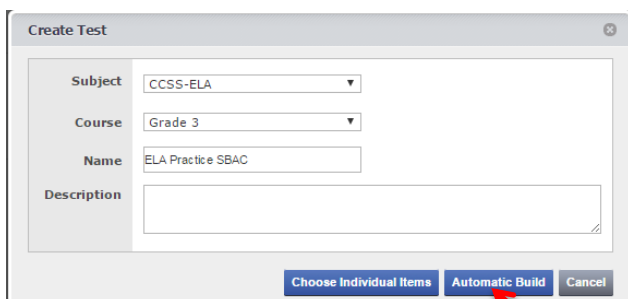 Create Test
Subject CCSS-ELA
Course Grade 3
Name ELA Practice SBAC
Description
Choose Individual Items Automatic Build Cancel